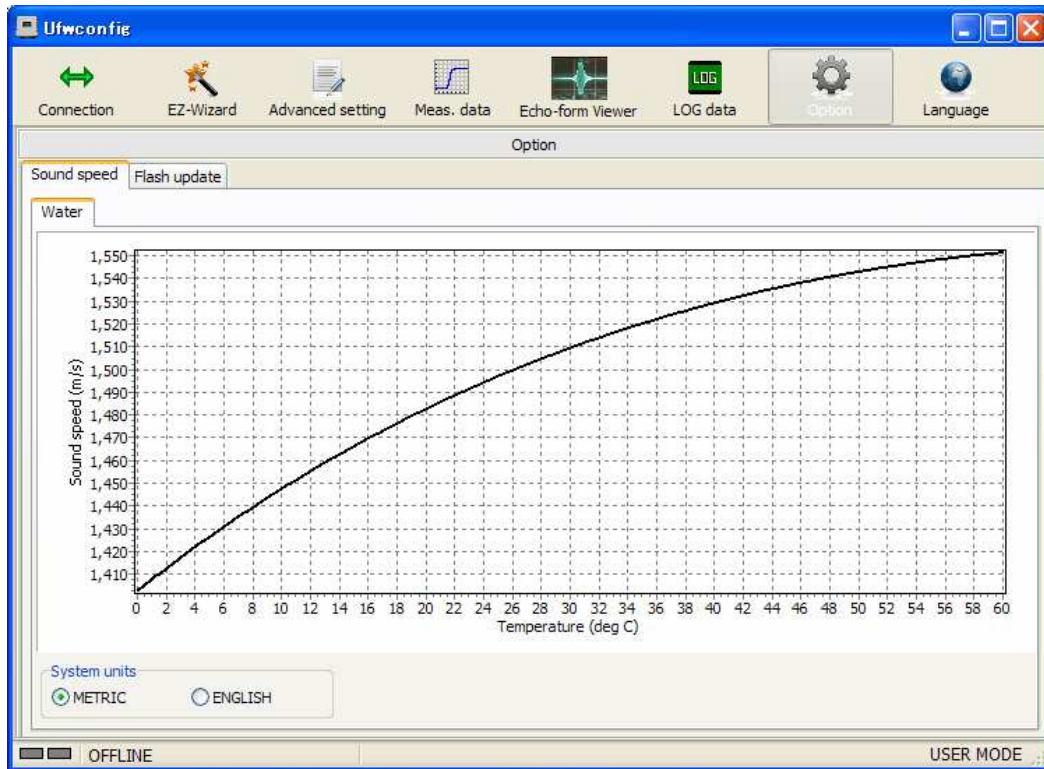 Ufwconfig
Connection EZ-Wizard Advanced setting Meas. data Echo-form Viewer LOG LOG data Option Language
Option
Sound speed Flash update
Water
1,550
1,540
1,530
1,520
1,510
1,500
1,490
1,480
1,470
1,460
1,450
1,440
1,430
1,420
1,410
Sound speed (m/s)
0 2 4 6 8 10 12 14 16 18 20 22 24 26 28 30 32 34 36 38 40 42 44 46 48 50 52 54 56 58 60
Temperature (deg C)
System units
METRIC ENGLISH
OFFLINE USER MODE